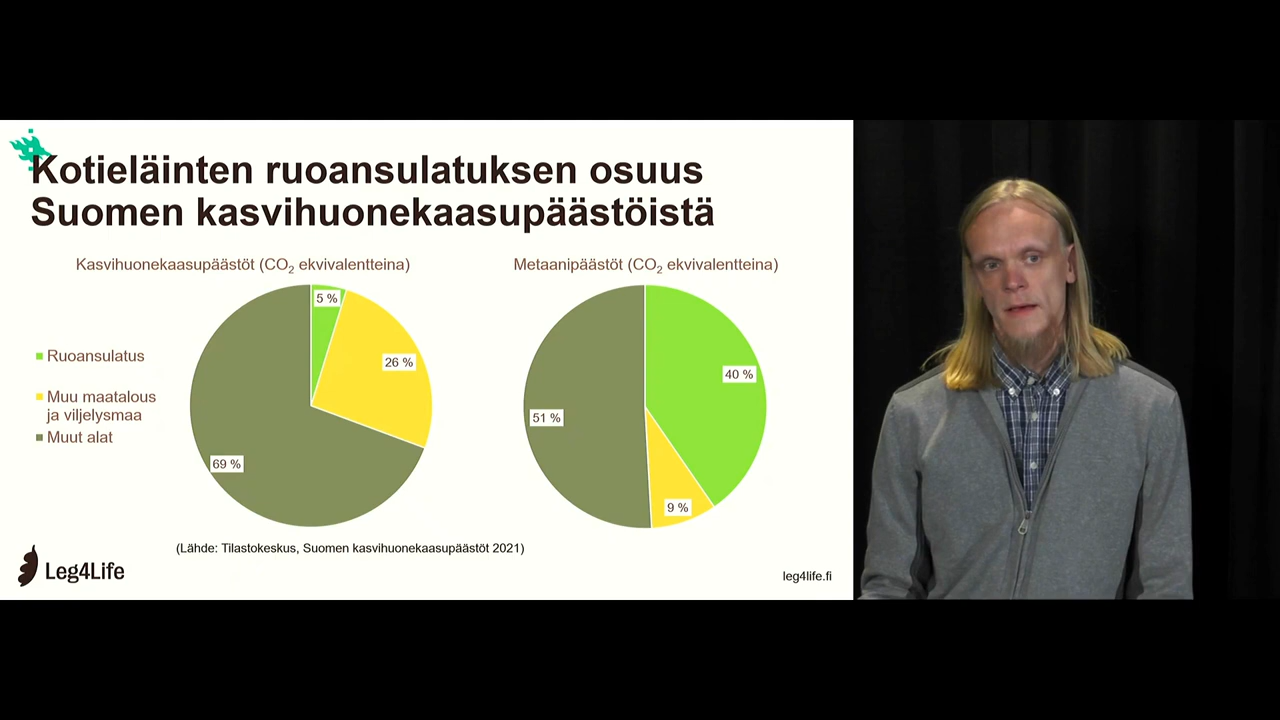 Kotieläinten ruoansulatuksen osuus
Suomen kasvihuonekaasupäästöistä
Kasvihuonekaasupäästöt (CO₂ ekvivalentteina)
5 %
26 %
69 %
Ruoansulatus
Muu maatalous
ja viljelysmaa
Muut alat
Metaanipäästöt (CO₂ ekvivalentteina)
40 %
51 %
9 %
(Lähde: Tilastokeskus, Suomen kasvihuonekaasupäästöt 2021)
Leg4Life
leg4life.fi